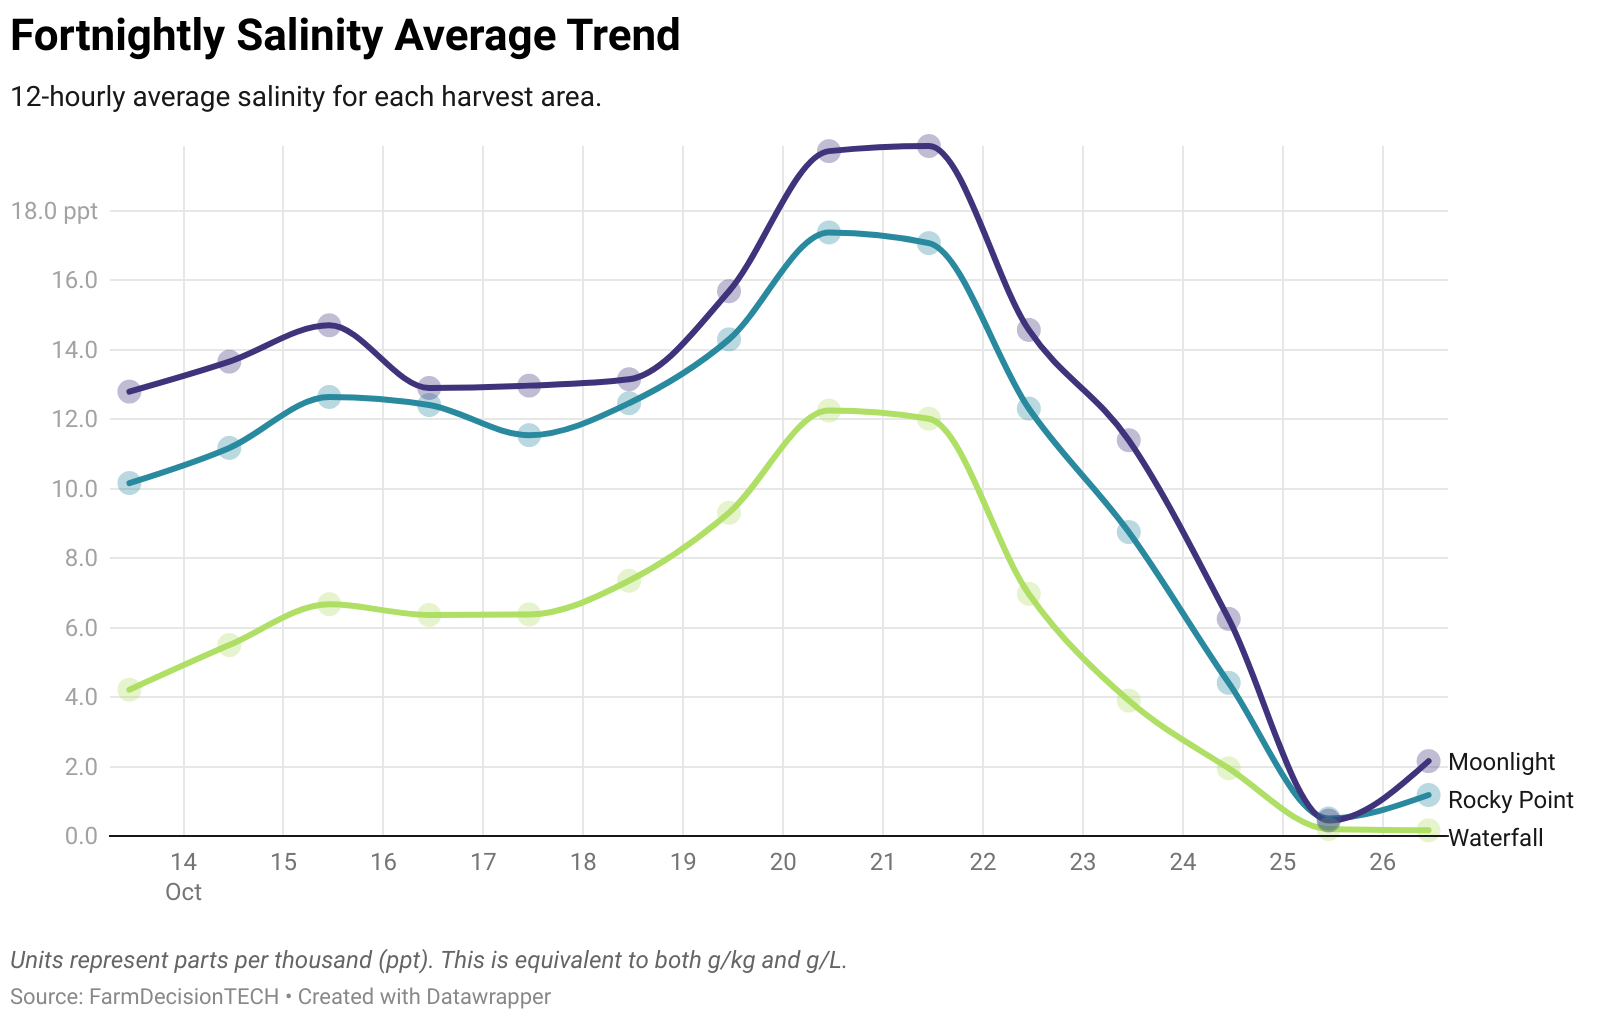 Fortnightly Salinity Average Trend
12-hourly average salinity for each harvest area.
18.0 ppt
16.0
14.0
12.0
10.0
8.0
6.0
4.0
2.0
0.0
Moonlight
Rocky Point
Waterfall
14 15 16 17 18 19 20 21 22 23 24 25 26
Oct
Units represent parts per thousand (ppt). This is equivalent to both g/kg and g/L.
Source: FarmDecisionTECH • Created with Datawrapper